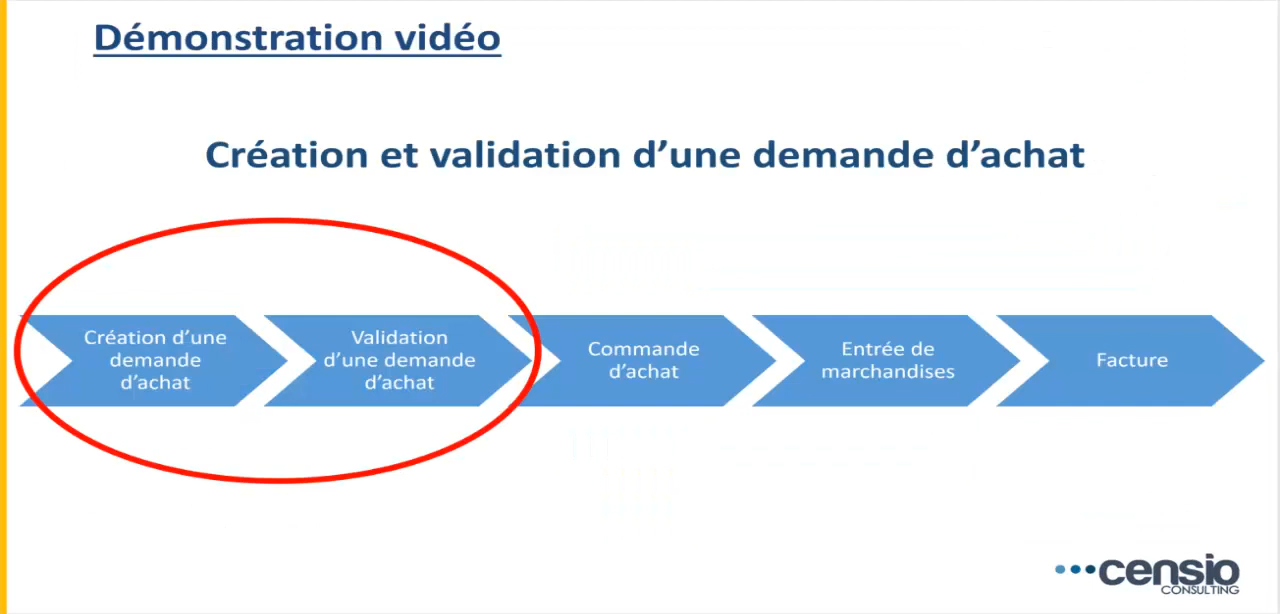 Démonstration vidéo
Création et validation d’une demande d’achat
Création d’une
demande
d’achat
Validation
d’une demande
d’achat
Commande
d’achat
Entrée de
marchandises
Facture
censio
CONSULTING